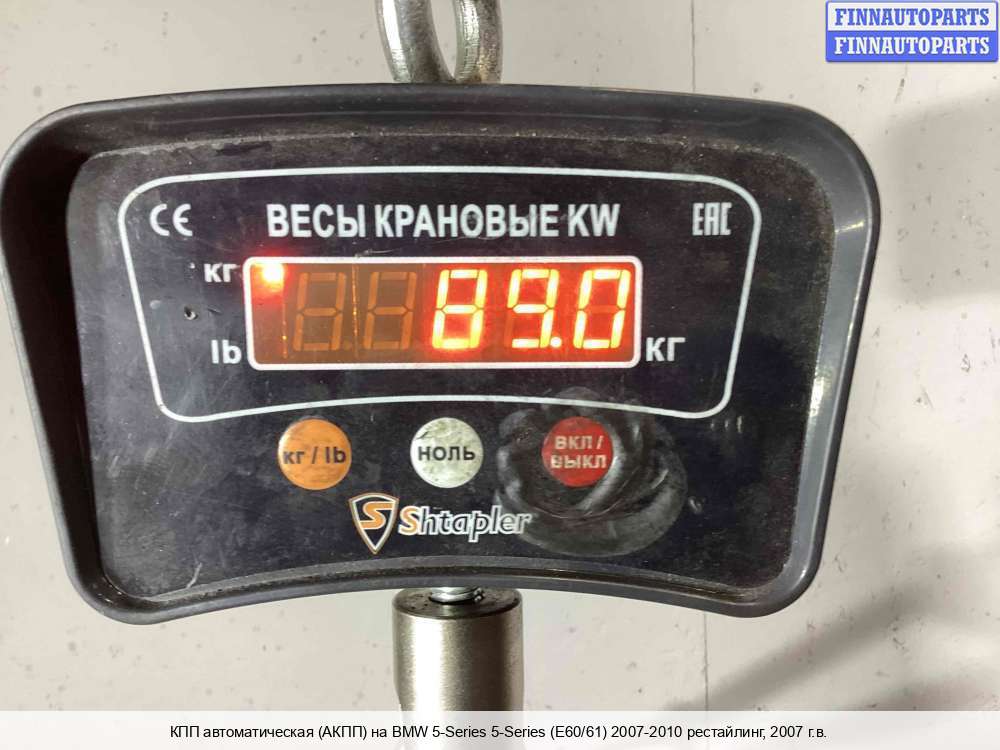 FINNAUTOPARTS
FINNAUTOPARTS
CE ВЕСЫ КРАНОВЫЕ KW EAC
кг
89.0
lb КГ
кг / lb НОЛЬ ВКЛ / ВЫКЛ
S Shtapler
КПП автоматическая (АКПП) на BMW 5-Series 5-Series (E60/61) 2007-2010 рестайлинг, 2007 г.в.